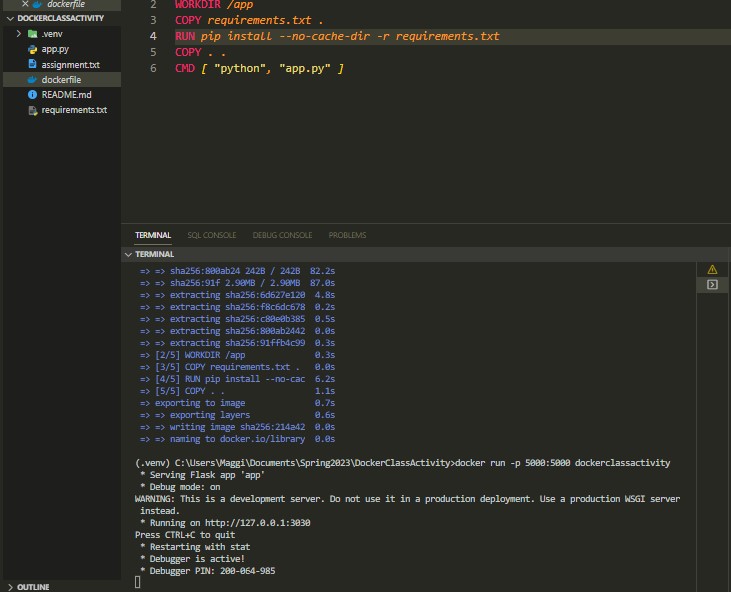 dockerfile
DOCKERCLASSACTIVITY
.venv
app.py
assignment.txt
dockerfile
README.md
requirements.txt
OUTLINE
2 WORKDIR /app
3 COPY requirements.txt .
4 RUN pip install --no-cache-dir -r requirements.txt
5 COPY . .
6 CMD [ "python", "app.py" ]
TERMINAL SQL CONSOLE DEBUG CONSOLE PROBLEMS
TERMINAL
=> => sha256:800ab24 242B / 242B 82.2s
=> => sha256:91f 2.90MB / 2.90MB 87.0s
=> => extracting sha256:6d627e120 4.8s
=> => extracting sha256:f8c6dc678 0.2s
=> => extracting sha256:c80e0b385 0.5s
=> => extracting sha256:800ab2442 0.0s
=> => extracting sha256:91ffb4c99 0.3s
=> [2/5] WORKDIR /app 0.3s
=> [3/5] COPY requirements.txt . 0.0s
=> [4/5] RUN pip install --no-cac 6.2s
=> [5/5] COPY . . 1.1s
=> exporting to image 0.7s
=> => exporting layers 0.6s
=> => writing image sha256:214a42 0.0s
=> => naming to docker.io/library 0.0s
(.venv) C:\Users\Maggi\Documents\Spring2023\DockerClassActivity>docker run -p 5000:5000 dockerclassactivity
* Serving Flask app 'app'
* Debug mode: on
WARNING: This is a development server. Do not use it in a production deployment. Use a production WSGI server
instead.
* Running on http://127.0.0.1:3030
Press CTRL+C to quit
* Restarting with stat
* Debugger is active!
* Debugger PIN: 200-064-985